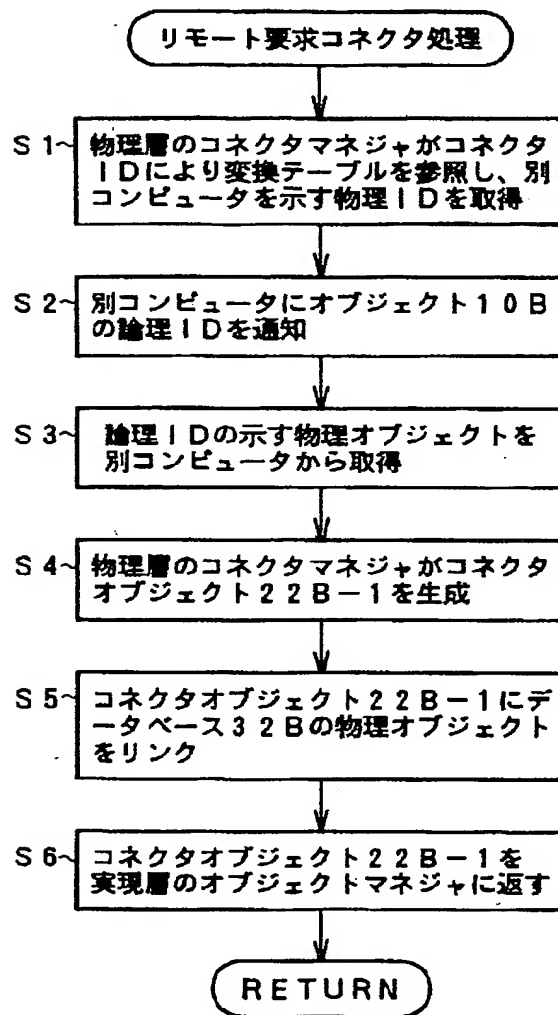 リモート要求コネクタ処理
S1~ 物理層のコネクタマネジャがコネクタ
IDにより変換テーブルを参照し、別
コンピュータを示す物理IDを取得
S2~ 別コンピュータにオブジェクト10B
の論理IDを通知
S3~ 論理IDの示す物理オブジェクトを
別コンピュータから取得
S4~ 物理層のコネクタマネジャがコネクタ
オブジェクト22B-1を生成
S5~ コネクタオブジェクト22B-1にデ
ータベース32Bの物理オブジェクト
をリンク
S6~ コネクタオブジェクト22B-1を
実現層のオブジェクトマネジャに返す
RETURN